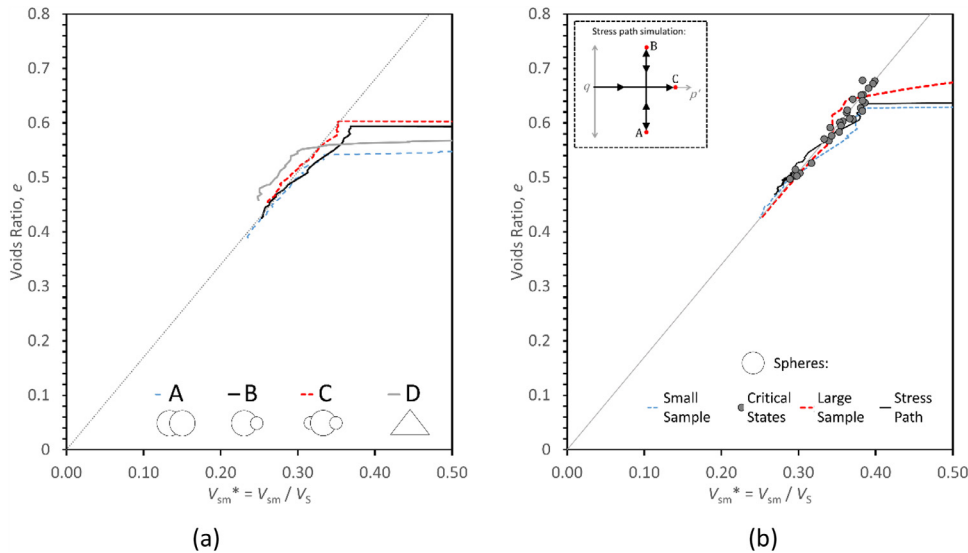 0.8
0.7
0.6
0.5
0.4
0.3
0.2
0.1
0
Voids Ratio, e
A
B
C
D
0.00
0.10
0.20
0.30
0.40
0.50
Vsm* = Vsm / VS
(a)
0.8
0.7
0.6
0.5
0.4
0.3
0.2
0.1
0
Voids Ratio, e
Stress path simulation:
B
C
q
p'
A
Spheres:
Small
Sample
Critical
States
Large
Sample
Stress
Path
0.00
0.10
0.20
0.30
0.40
0.50
Vsm* = Vsm / VS
(b)